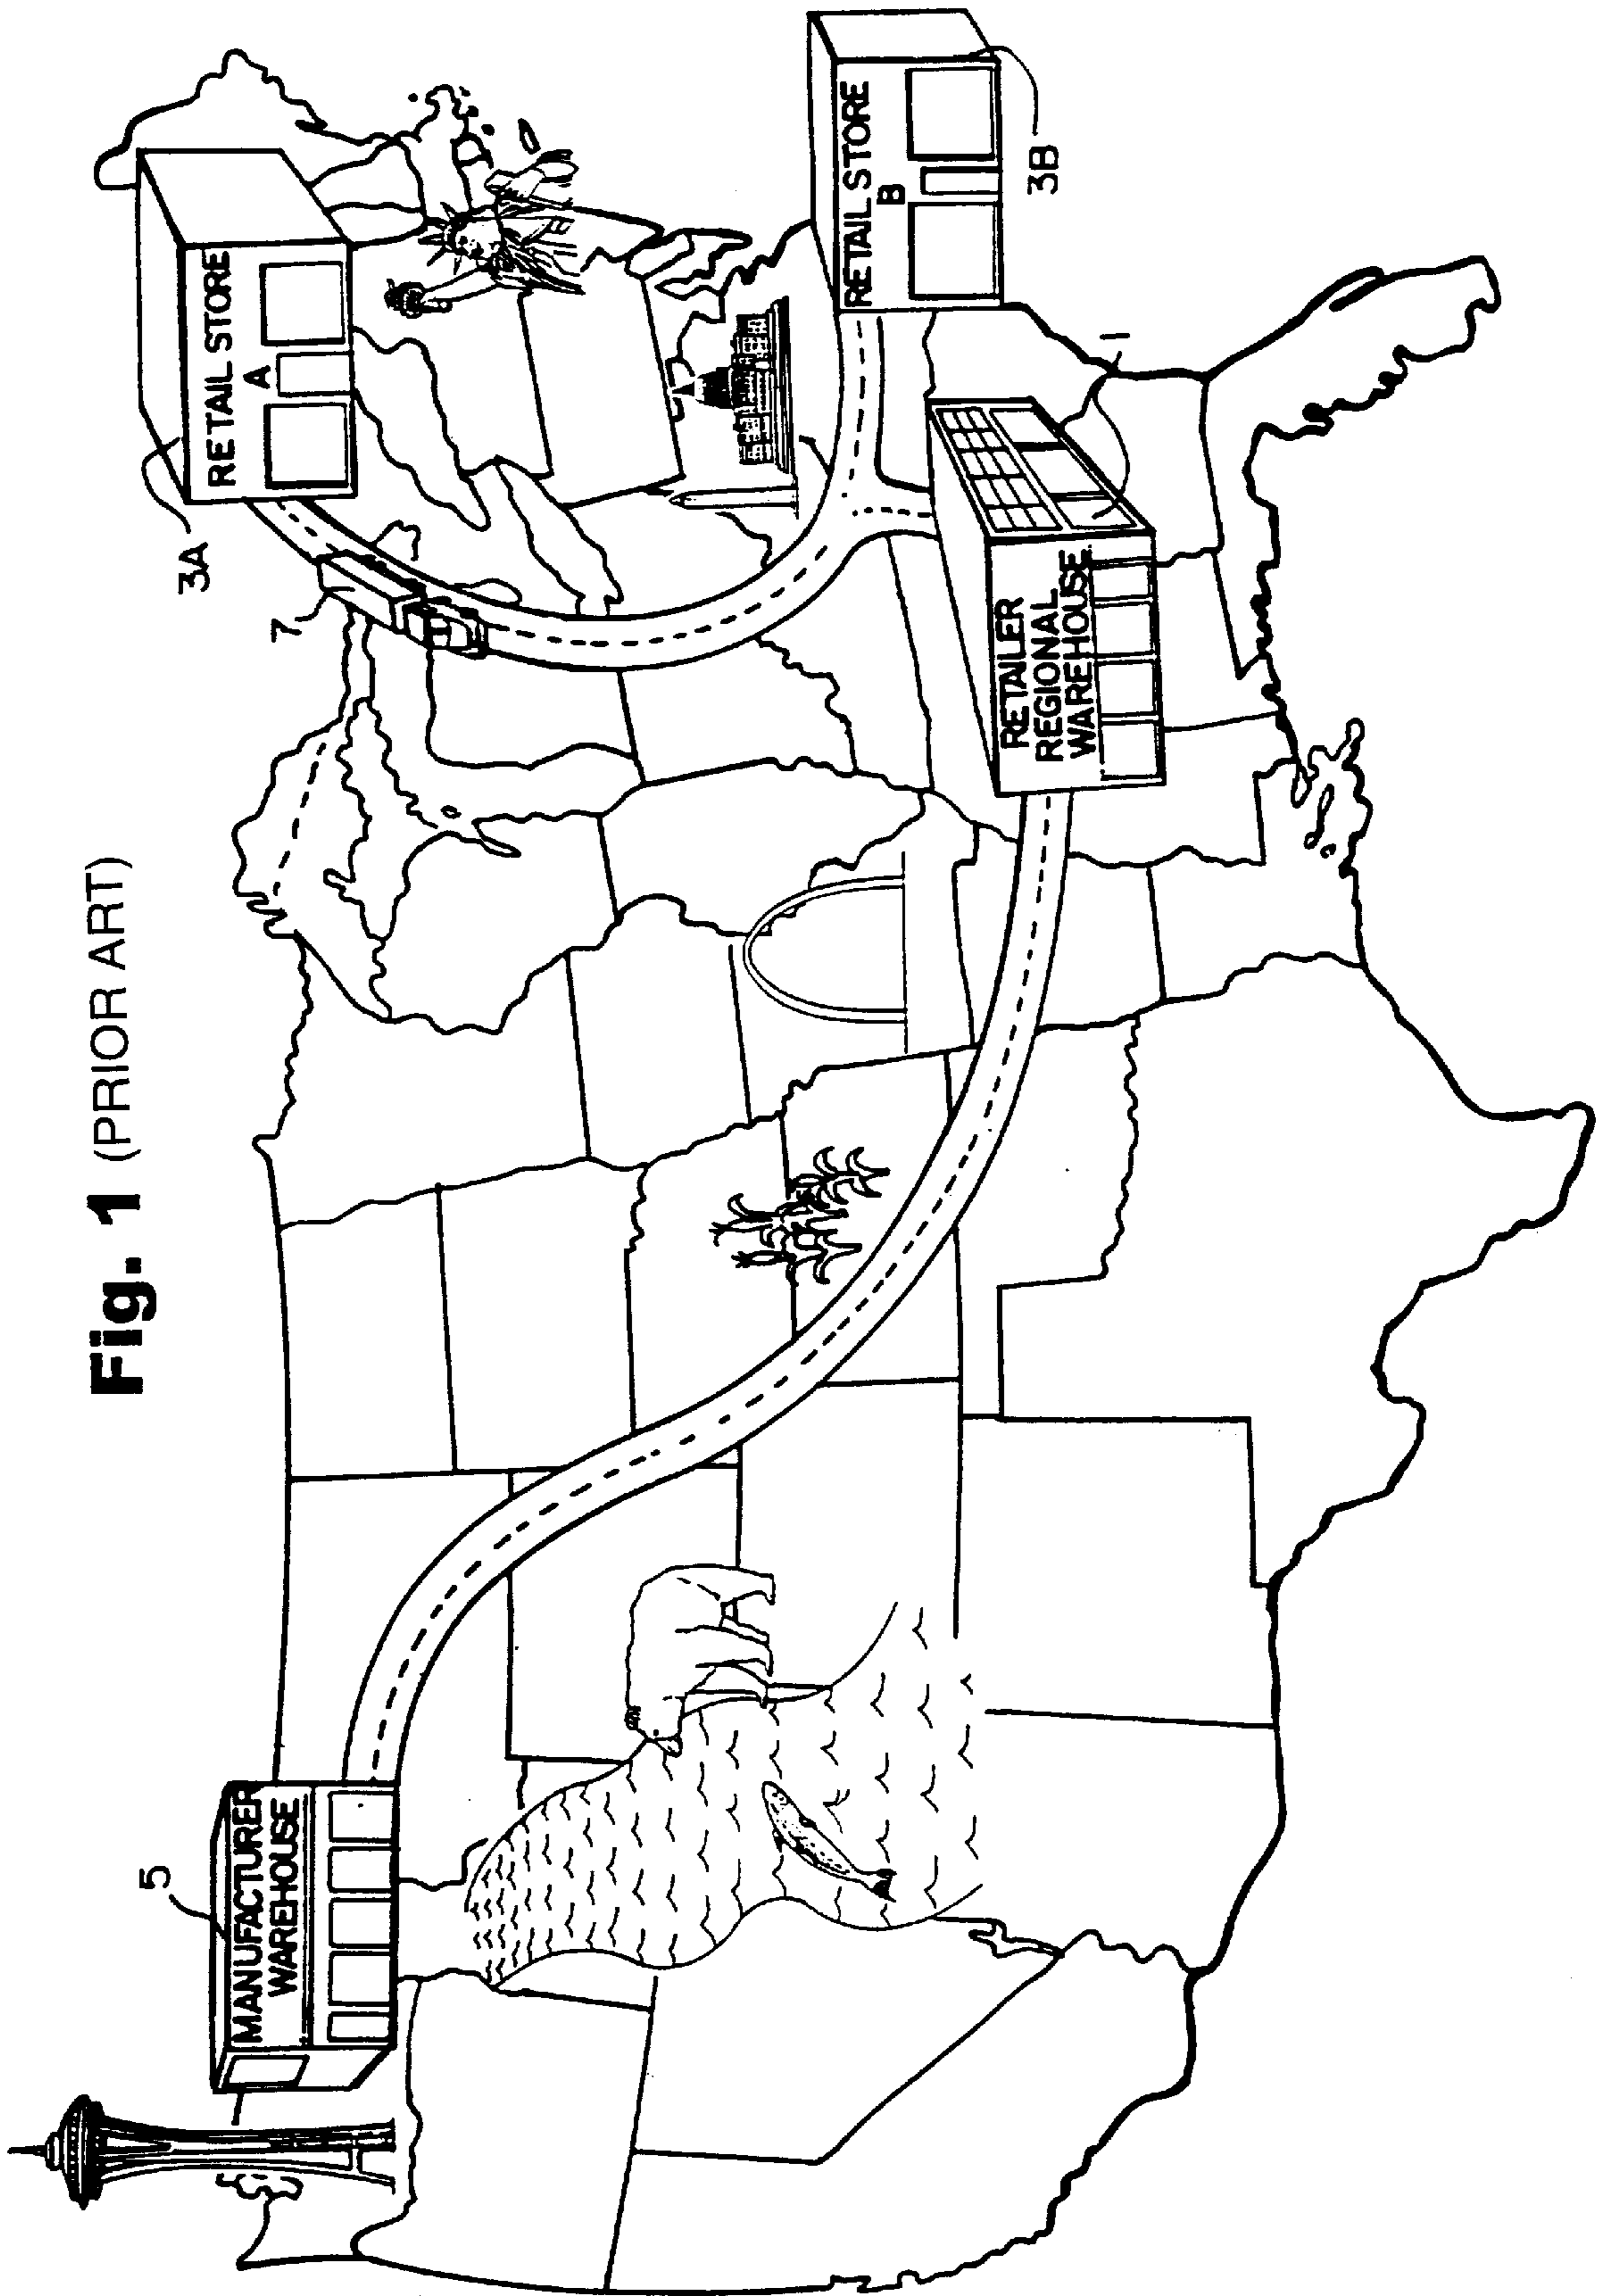 Fig. 1 (PRIOR ART)
5
MANUFACTURER
WAREHOUSE
7
3A
RETAIL STORE
A
RETAIL STORE
B
3B
1
RETAILER
REGIONAL
WAREHOUSE